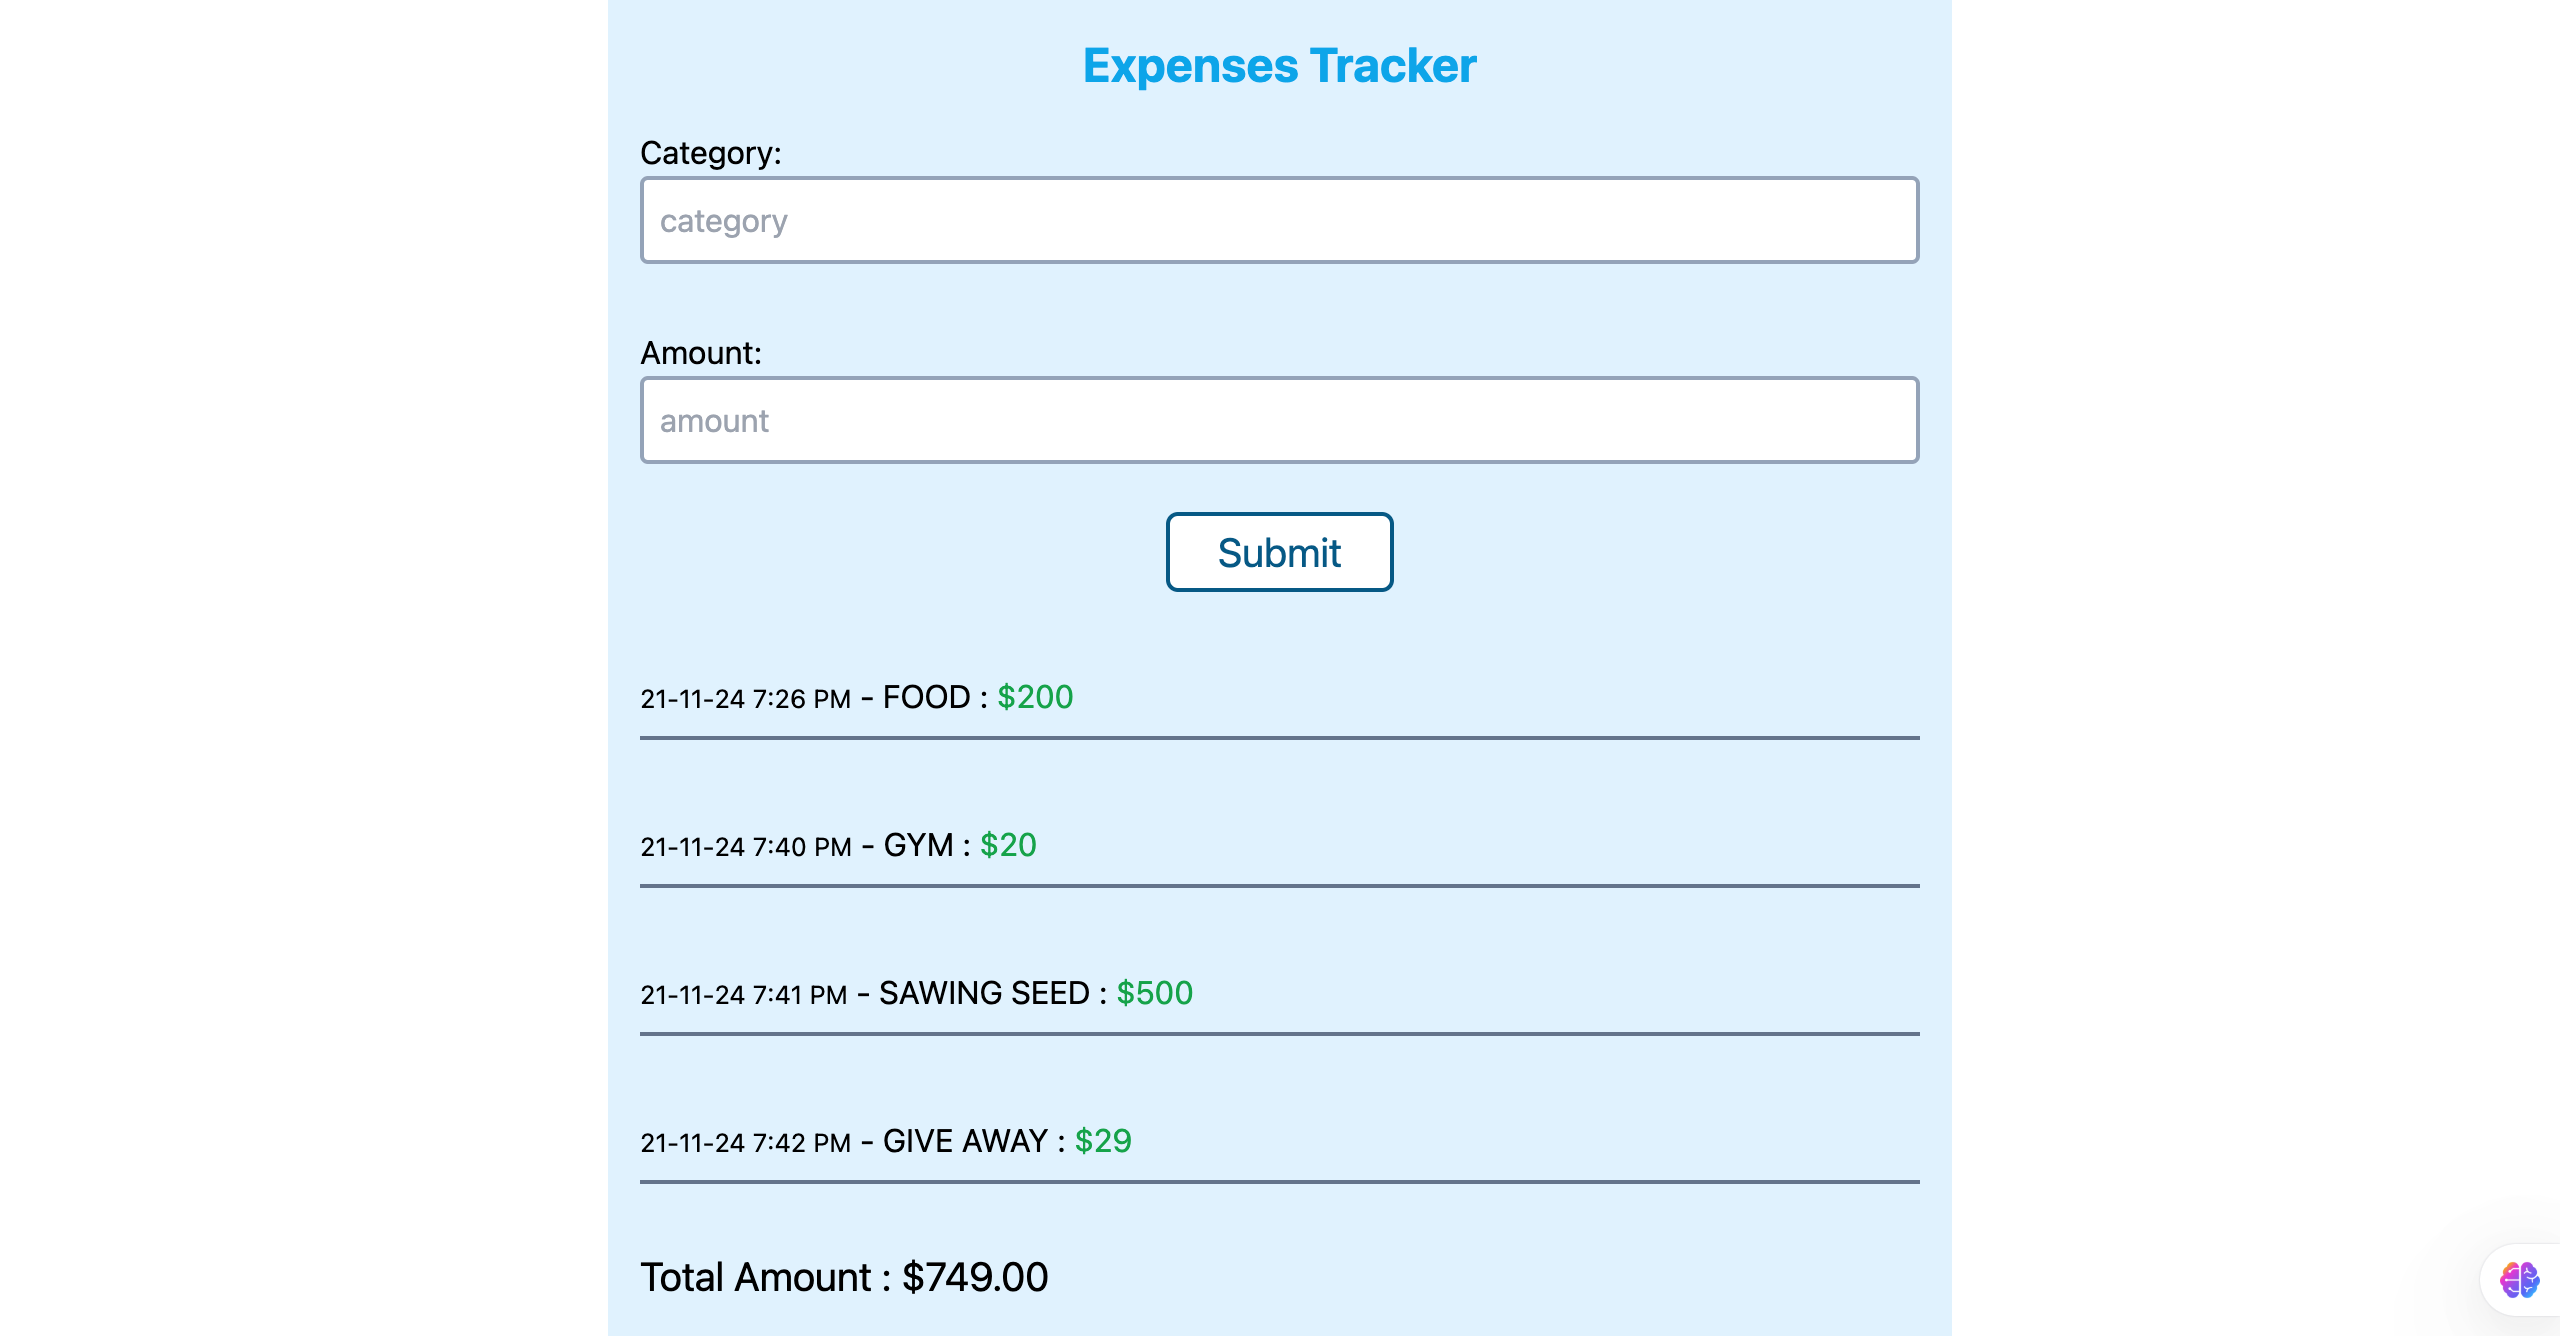 Expenses Tracker
Category:
category
Amount:
amount
Submit
21-11-24 7:26 PM - FOOD : $200
21-11-24 7:40 PM - GYM : $20
21-11-24 7:41 PM - SAWING SEED : $500
21-11-24 7:42 PM - GIVE AWAY : $29
Total Amount : $749.00